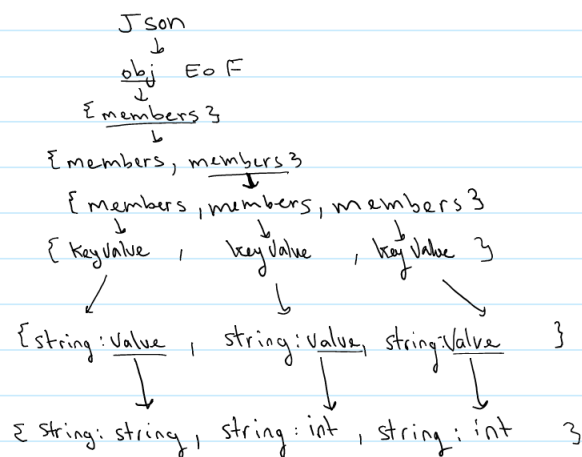 Json
obj EOF
{members}
{members, members}
{members, members, members}
{keyValue , keyValue , keyValue }
{string: value , string: value, string:Value }
{ String: string, string: int , string: int }